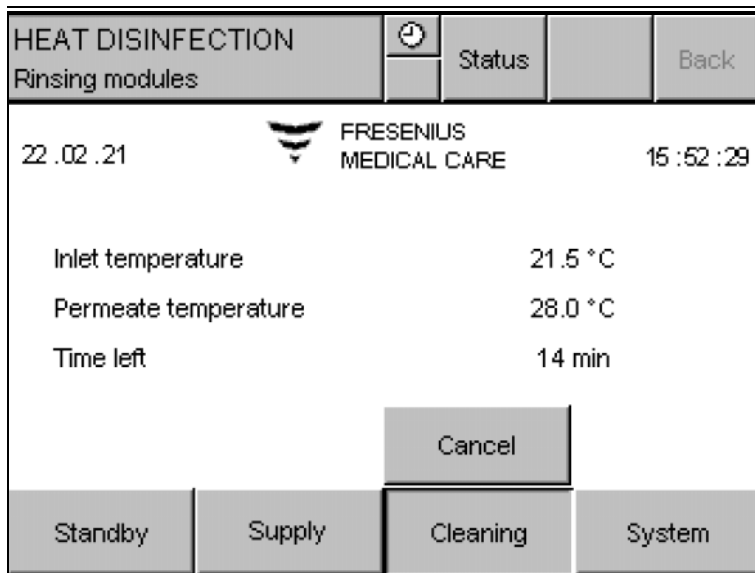 HEAT DISINFECTION
Rinsing modules
Status
Back
22 .02 .21
FRESENIUS
MEDICAL CARE
15 :52 :29
Inlet temperature 21.5 °C
Permeate temperature 28.0 °C
Time left 14 min
Cancel
Standby Supply Cleaning System